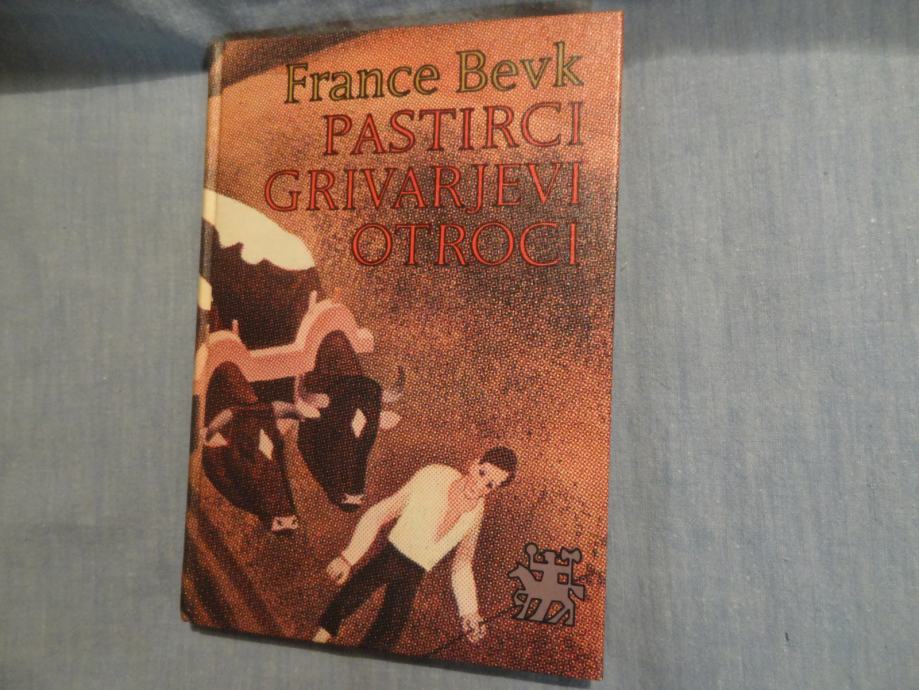 France Bevk
PASTIRCI
GRIVARJEVI
OTROCI